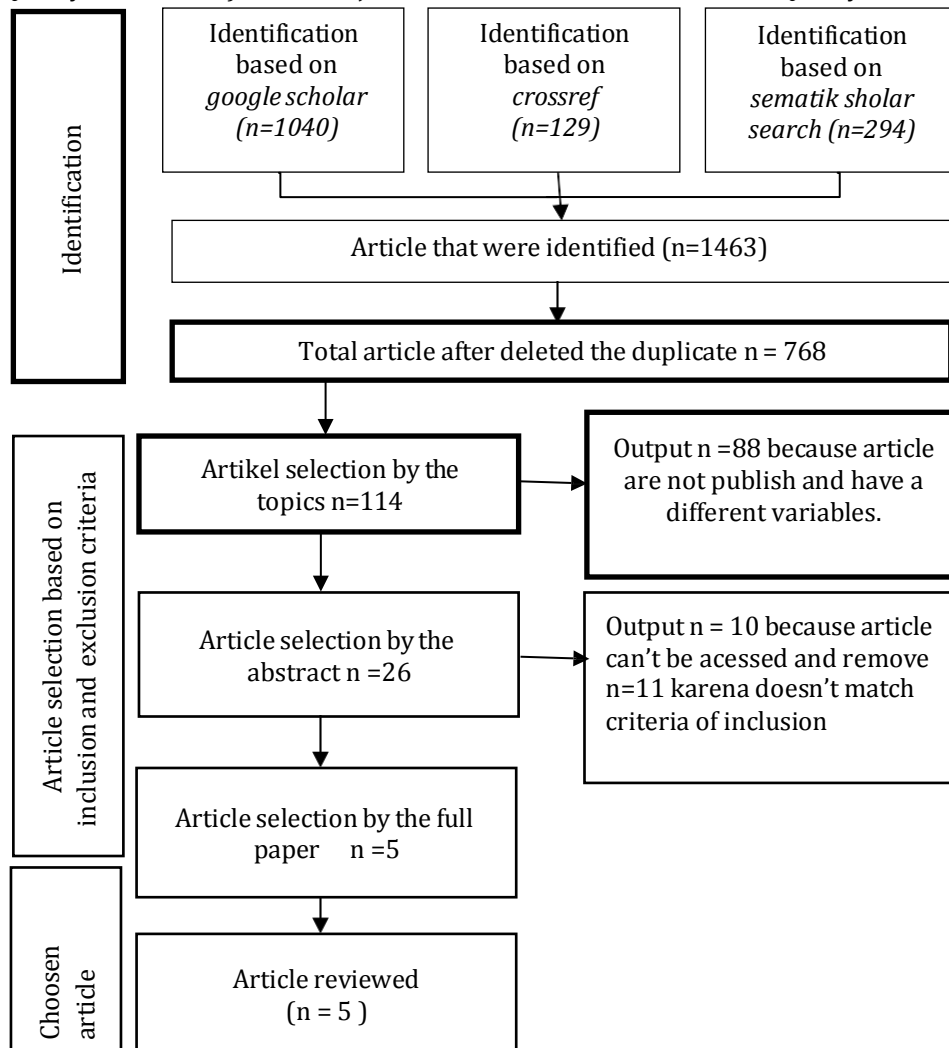 Identification
Identification
based on
google scholar
(n=1040)
Identification
based on
crossref
(n=129)
Identification
based on
sematik sholar
search (n=294)
Article that were identified (n=1463)
Total article after deleted the duplicate n = 768
Article selection based on
inclusion and exclusion criteria
Artikel selection by the
topics n=114
Output n =88 because article
are not publish and have a
different variables.
Article selection by the
abstract n =26
Output n = 10 because article
can't be acessed and remove
n=11 karena doesn't match
criteria of inclusion
Article selection by the full
paper n =5
Choosen
article
Article reviewed
(n = 5 )